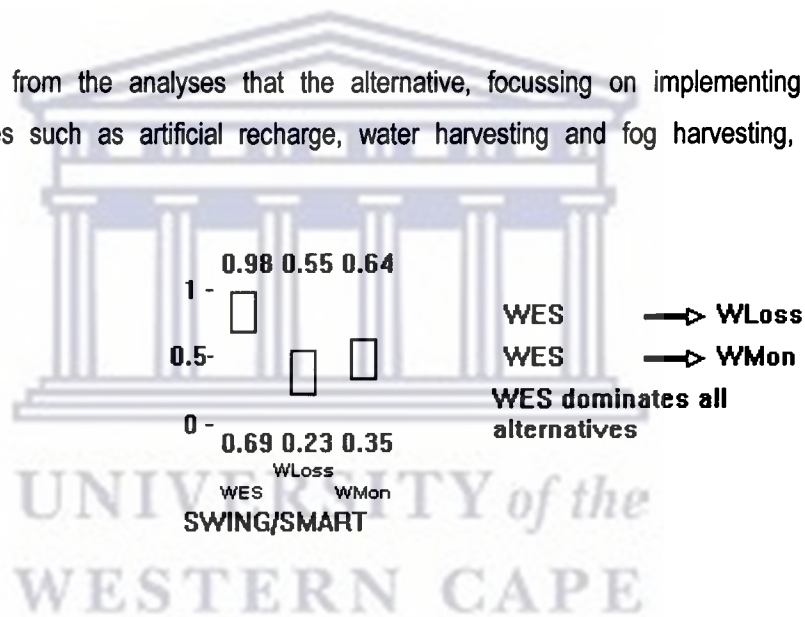 from the analyses that the alternative, focussing on implementing
es such as artificial recharge, water harvesting and fog harvesting,
0.98 0.55 0.64
1 -
0.5-
0 -
0.69 0.23 0.35
WLoss
WES WMon
SWING/SMART
WES WLoss
WES WMon
WES dominates all
alternatives
UNIVERSITY of the
WESTERN CAPE